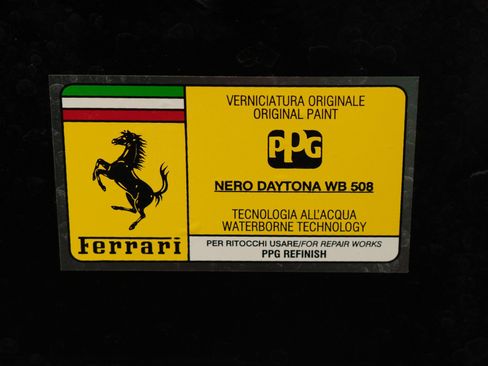 Ferrari
VERNICIATURA ORIGINALE
ORIGINAL PAINT
PPG
NERO DAYTONA WB 508
TECNOLOGIA ALL'ACQUA
WATERBORNE TECHNOLOGY
PER RITOCCHI USARE/FOR REPAIR WORKS
PPG REFINISH